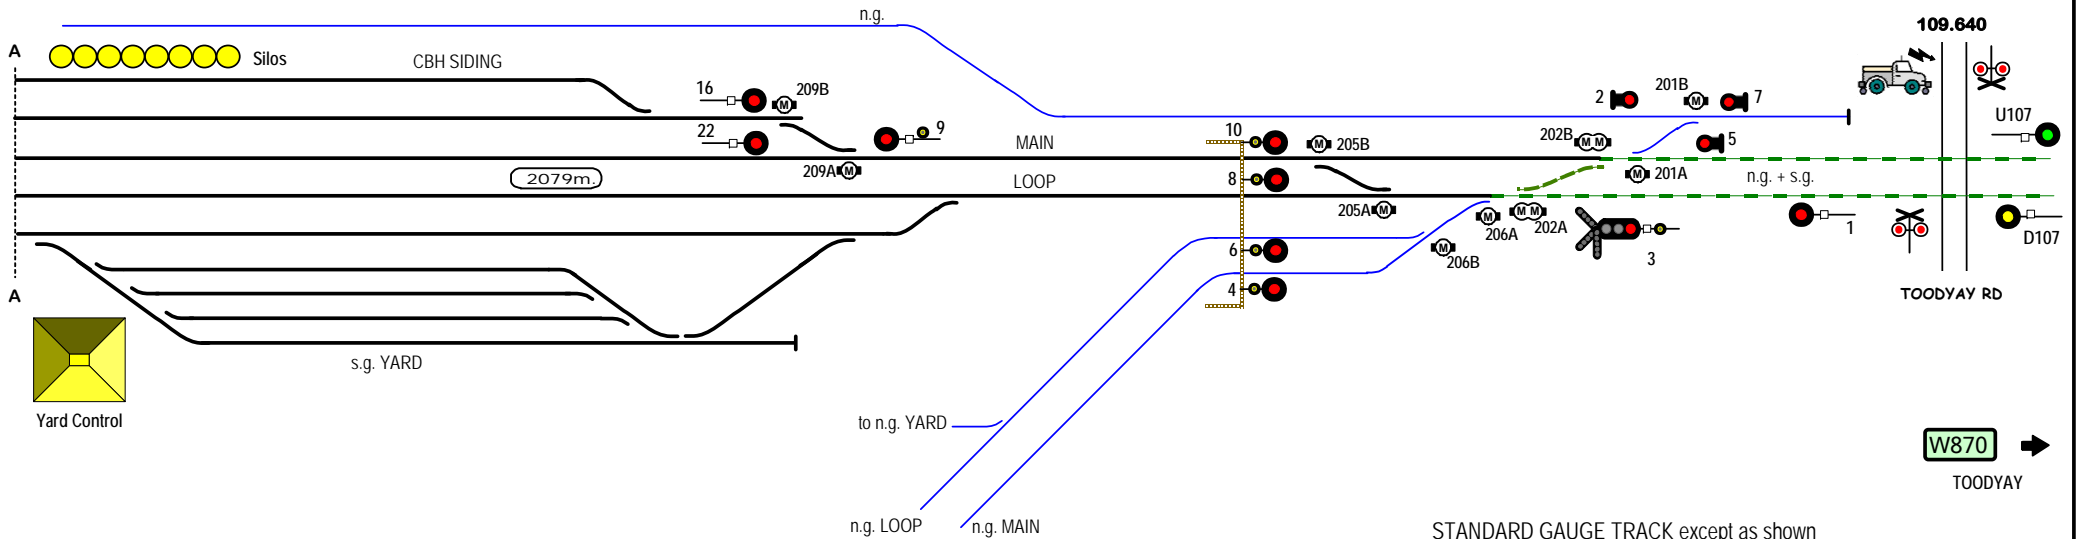 n.g.
109.640
A
Silos
CBH SIDING
16
209B
2
201B
7
U107
22
9
10
MAIN
205B
202B
5
209A
2079m.
LOOP
8
201A
n.g. + s.g.
205A
206A
202A
1
D107
6
206B
3
A
4
TOODYAY RD
s.g. YARD
Yard Control
to n.g. YARD
W870
TOODYAY
n.g. LOOP
n.g. MAIN
STANDARD GAUGE TRACK except as shown
M
M
M
M
M
M
M
M M
M M
M
M